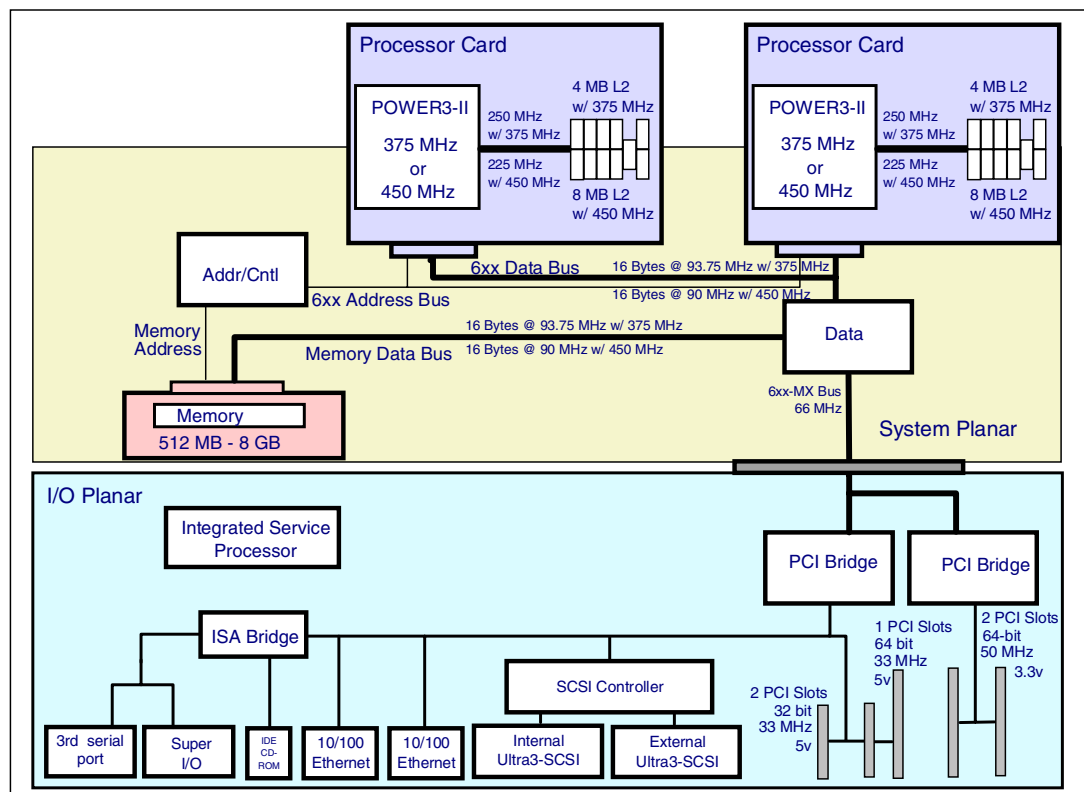 Processor Card
POWER3-II
375 MHz
or
450 MHz
250 MHz
w/ 375 MHz
225 MHz
w/ 450 MHz
4 MB L2
w/ 375 MHz
8 MB L2
w/ 450 MHz
Processor Card
POWER3-II
375 MHz
or
450 MHz
250 MHz
w/ 375 MHz
225 MHz
w/ 450 MHz
4 MB L2
w/ 375 MHz
8 MB L2
w/ 450 MHz
Addr/Cntl
6xx Data Bus
16 Bytes @ 93.75 MHz w/ 375 MHz
6xx Address Bus
16 Bytes @ 90 MHz w/ 450 MHz
Memory
Address
16 Bytes @ 93.75 MHz w/ 375 MHz
Memory Data Bus
16 Bytes @ 90 MHz w/ 450 MHz
Data
6xx-MX Bus
66 MHz
Memory
512 MB - 8 GB
System Planar
I/O Planar
Integrated Service
Processor
PCI Bridge
PCI Bridge
ISA Bridge
SCSI Controller
1 PCI Slots
64 bit
33 MHz
5v
2 PCI Slots
64-bit
50 MHz
3.3v
2 PCI Slots
32 bit
33 MHz
5v
3rd serial
port
Super
I/O
IDE
CD-
ROM
10/100
Ethernet
10/100
Ethernet
Internal
Ultra3-SCSI
External
Ultra3-SCSI